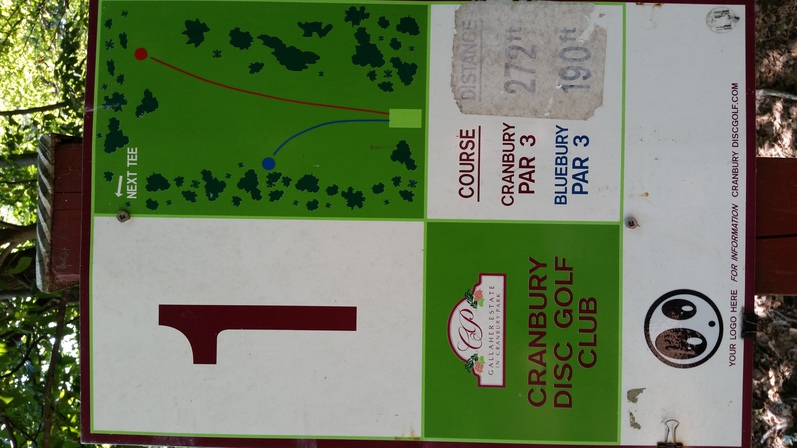 1
NEXT TEE
CP
GALLAHER ESTATE
IN CRANBURY PARK
CRANBURY
DISC GOLF
CLUB
COURSE DISTANCE
CRANBURY
PAR 3 272ft
BLUEBURY
PAR 3 190ft
YOUR LOGO HERE FOR INFORMATION CRANBURY DISCGOLF.COM